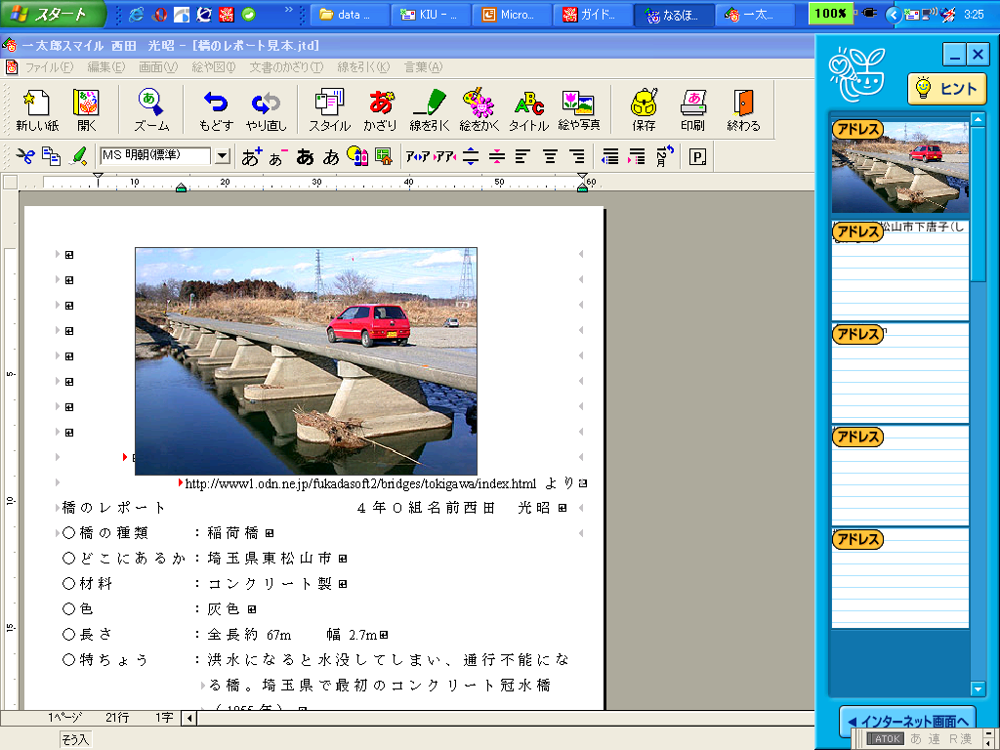 スタート
data ...
KIU - ...
Micro...
ガイド...
なるほ...
一太...
100%
3:25
一太郎スマイル 西田　光昭 - [橋のレポート見本.jtd]
ファイル(F) 編集(E) 画面(V) 絵や図(I) 文書のかざり(T) 線を引く(K) 言葉(A)
新しい紙 開く ズーム もどす やり直し スタイル かざり 線を引く 絵をかく タイトル 絵や写真 保存 印刷 終わる
MS 明朝(標準)
10 20 30 40 50 60
http://www1.odn.ne.jp/fukadasoft2/bridges/tokigawa/index.html より
橋のレポート　４年０組名前西田　光昭
○橋の種類　：稲荷橋
○どこにあるか：埼玉県東松山市
○材料　：コンクリート製
○色　：灰色
○長さ　：全長約 67m　幅 2.7m
○特ちょう　：洪水になると水没してしまい、通行不能にな
る橋。埼玉県で最初のコンクリート冠水橋
5
10
15
1ページ 21行 1字
そう入
ヒント
アドレス
アドレス
松山市下唐子(し
アドレス
アドレス
アドレス
インターネット画面へ
ATOK あ 連 R漢